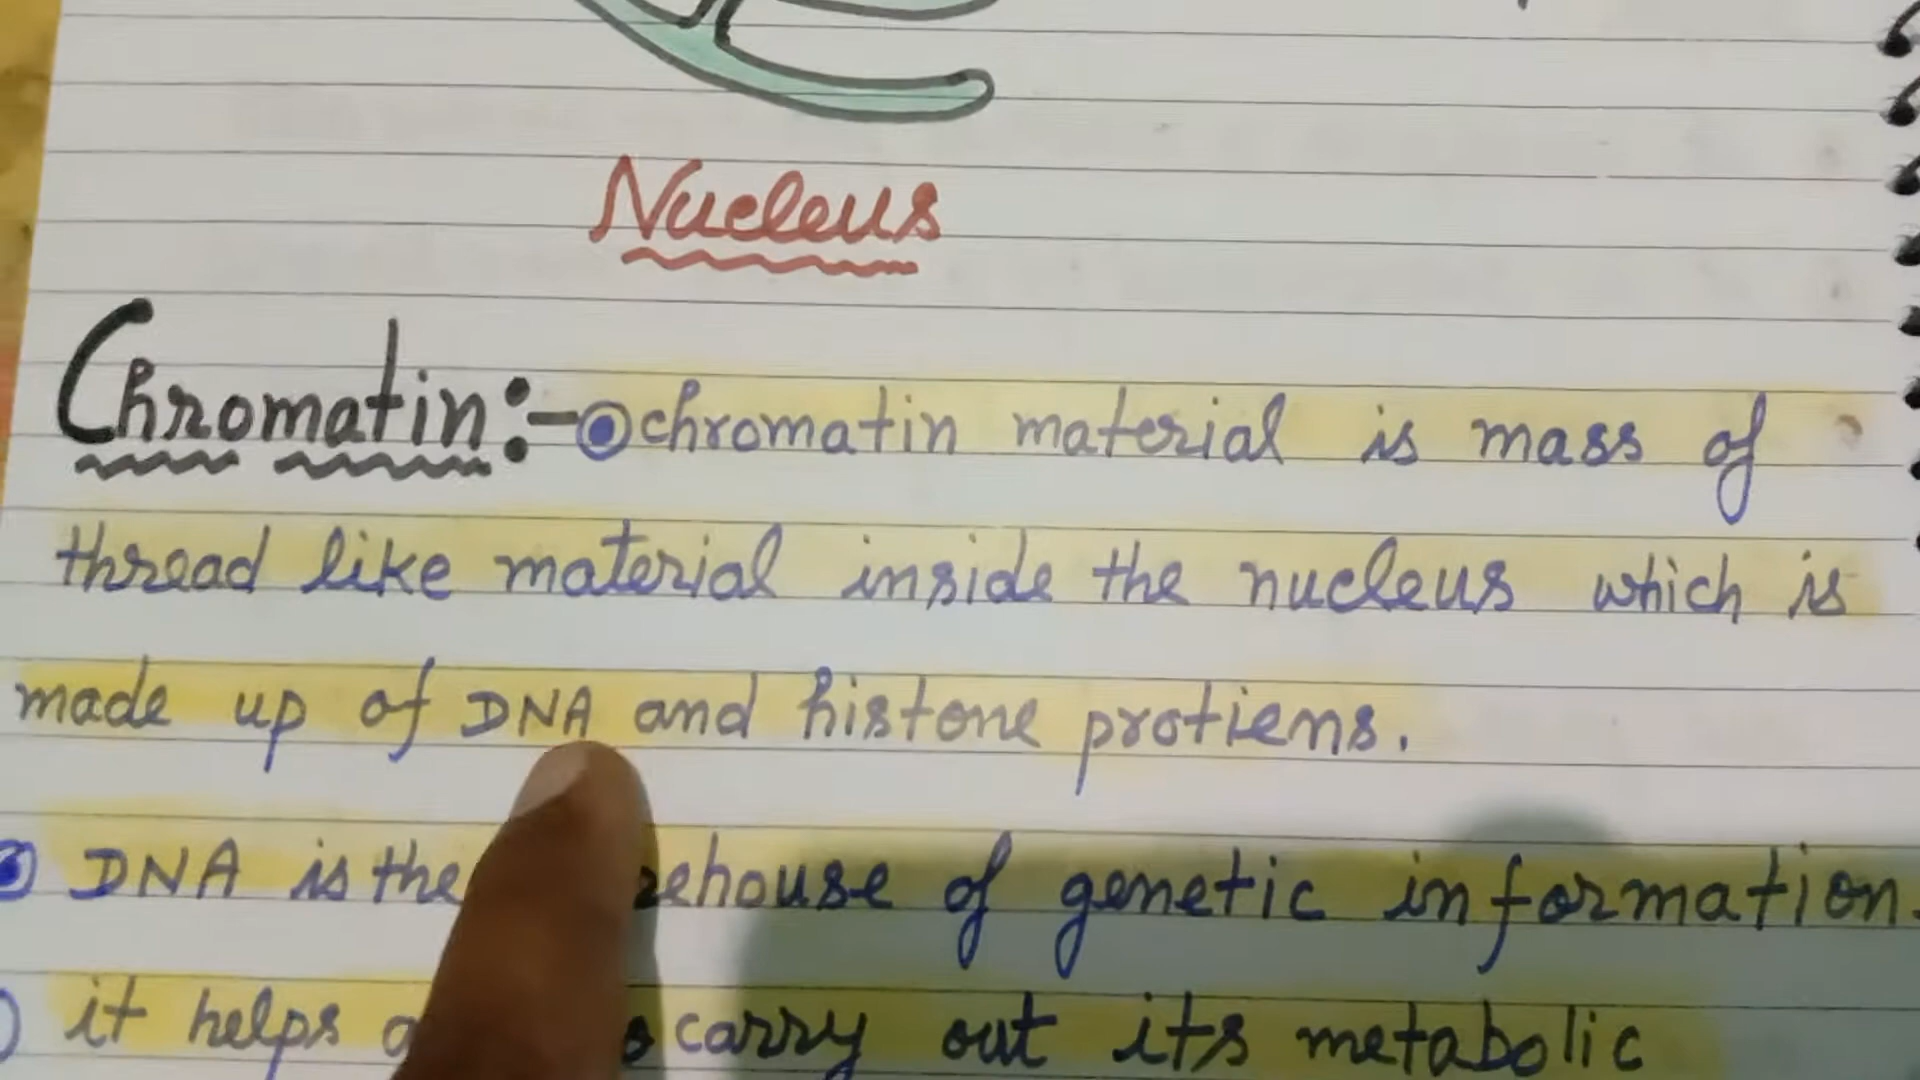 Nucleus
Chromatin:- chromatin material is mass of
thread like material inside the nucleus which is
made up of DNA and histone protiens.
DNA is the of genetic information.
it helps carry out its metabolic